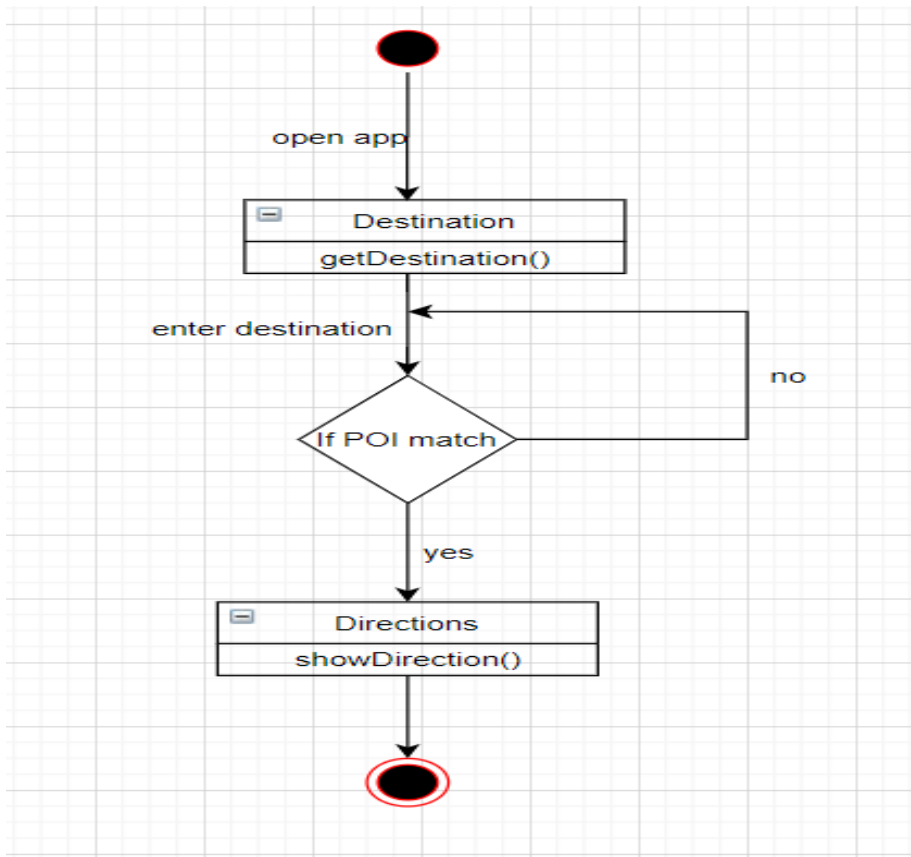 open app
Destination
getDestination()
enter destination
no
If POI match
yes
Directions
showDirection()